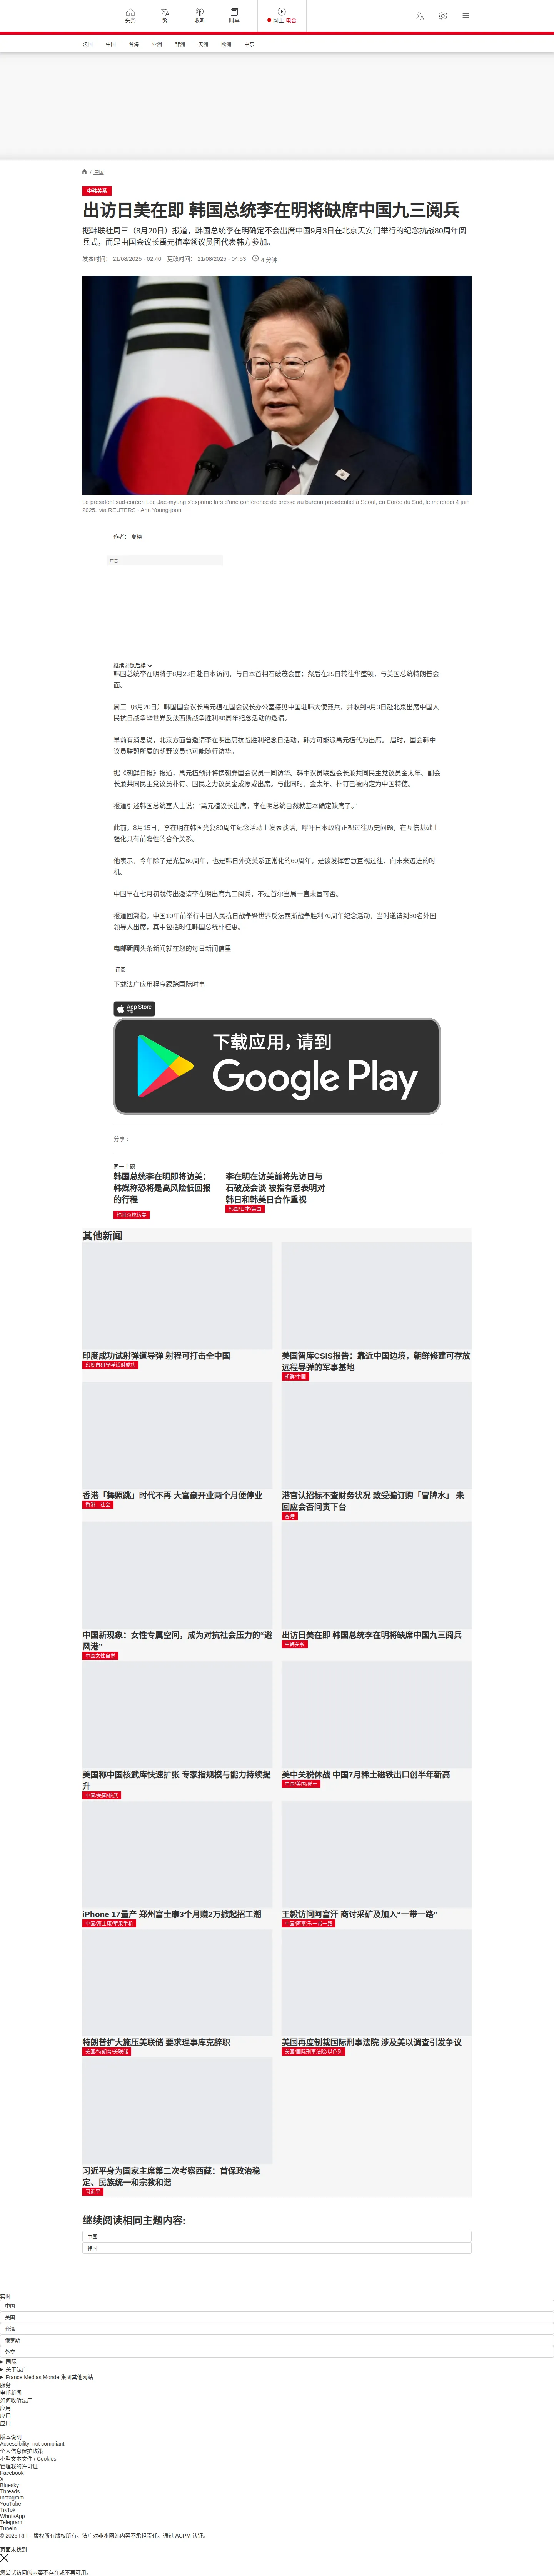 头条
繁
收听
时事
网上 电台
法国
中国
台海
亚洲
非洲
美洲
欧洲
中东
/ 中国
中韩关系
出访日美在即 韩国总统李在明将缺席中国九三阅兵
据韩联社周三（8月20日）报道，韩国总统李在明确定不会出席中国9月3日在北京天安门举行的纪念抗战80周年阅
兵式，而是由国会议长禹元植率领议员团代表韩方参加。
发表时间： 21/08/2025 - 02:40 更改时间： 21/08/2025 - 04:53 4 分钟
Le président sud-coréen Lee Jae-myung s'exprime lors d'une conférence de presse au bureau présidentiel à Séoul, en Corée du Sud, le mercredi 4 juin
2025. via REUTERS - Ahn Young-joon
作者： 夏榕
广告
继续浏览后续
韩国总统李在明将于8月23日赴日本访问，与日本首相石破茂会面；然后在25日转往华盛顿，与美国总统特朗普会
面。
周三（8月20日）韩国国会议长禹元植在国会议长办公室接见中国驻韩大使戴兵，并收到9月3日赴北京出席中国人
民抗日战争暨世界反法西斯战争胜利80周年纪念活动的邀请。
早前有消息说，北京方面曾邀请李在明出席抗战胜利纪念日活动，韩方可能派禹元植代为出席。 届时，国会韩中
议员联盟所属的朝野议员也可能随行访华。
据《朝鲜日报》报道，禹元植预计将携朝野国会议员一同访华。韩中议员联盟会长兼共同民主党议员金太年、副会
长兼共同民主党议员朴钉、国民之力议员金成愿或出席。与此同时，金太年、朴钉已被内定为中国特使。
报道引述韩国总统室人士说：“禹元植议长出席，李在明总统自然就基本确定缺席了。”
此前，8月15日，李在明在韩国光复80周年纪念活动上发表谈话，呼吁日本政府正视过往历史问题，在互信基础上
强化具有前瞻性的合作关系。
他表示，今年除了是光复80周年，也是韩日外交关系正常化的60周年，是该发挥智慧直视过往、向未来迈进的时
机。
中国早在七月初就传出邀请李在明出席九三阅兵，不过首尔当局一直未置可否。
报道回溯指，中国10年前举行中国人民抗日战争暨世界反法西斯战争胜利70周年纪念活动，当时邀请到30名外国
领导人出席，其中包括时任韩国总统朴槿惠。
电邮新闻头条新闻就在您的每日新闻信里
订阅
下载法广应用程序跟踪国际时事
App Store
下载
下载应用，请到
Google Play
分享 :
同一主题
韩国总统李在明即将访美：
韩媒称恐将是高风险低回报
的行程
韩国总统访美
李在明在访美前将先访日与
石破茂会谈 被指有意表明对
韩日和韩美日合作重视
韩国/日本/美国
其他新闻
印度成功试射弹道导弹 射程可打击全中国
印度自研导弹试射成功
美国智库CSIS报告：靠近中国边境，朝鲜修建可存放
远程导弹的军事基地
朝鲜/中国
香港「舞照跳」时代不再 大富豪开业两个月便停业
香港，社会
港官认招标不查财务状况 致受骗订购「冒牌水」 未
回应会否问责下台
香港
中国新现象：女性专属空间，成为对抗社会压力的“避
风港”
中国女性自觉
出访日美在即 韩国总统李在明将缺席中国九三阅兵
中韩关系
美国称中国核武库快速扩张 专家指规模与能力持续提
升
中国/美国/核武
美中关税休战 中国7月稀土磁铁出口创半年新高
中国/美国/稀土
iPhone 17量产 郑州富士康3个月赚2万掀起招工潮
中国/富士康/苹果手机
王毅访问阿富汗 商讨采矿及加入“一带一路”
中国/阿富汗/一带一路
特朗普扩大施压美联储 要求理事库克辞职
美国/特朗普/美联储
美国再度制裁国际刑事法院 涉及美以调查引发争议
美国/国际刑事法院/以色列
习近平身为国家主席第二次考察西藏：首保政治稳
定、民族统一和宗教和谐
习近平
继续阅读相同主题内容:
中国
韩国
实时
中国
美国
台湾
俄罗斯
外交
国际
关于法广
France Médias Monde 集团其他网站
服务
电邮新闻
如何收听法广
应用
应用
应用
版本说明
Accessibility: not compliant
个人信息保护政策
小型文本文件 / Cookies
管理我的许可证
Facebook
X
Bluesky
Threads
Instagram
YouTube
TikTok
WhatsApp
Telegram
TuneIn
© 2025 RFI – 版权所有版权所有。法广对非本网站内容不承担责任。通过 ACPM 认证。
页面未找到
您尝试访问的内容不存在或不再可用。